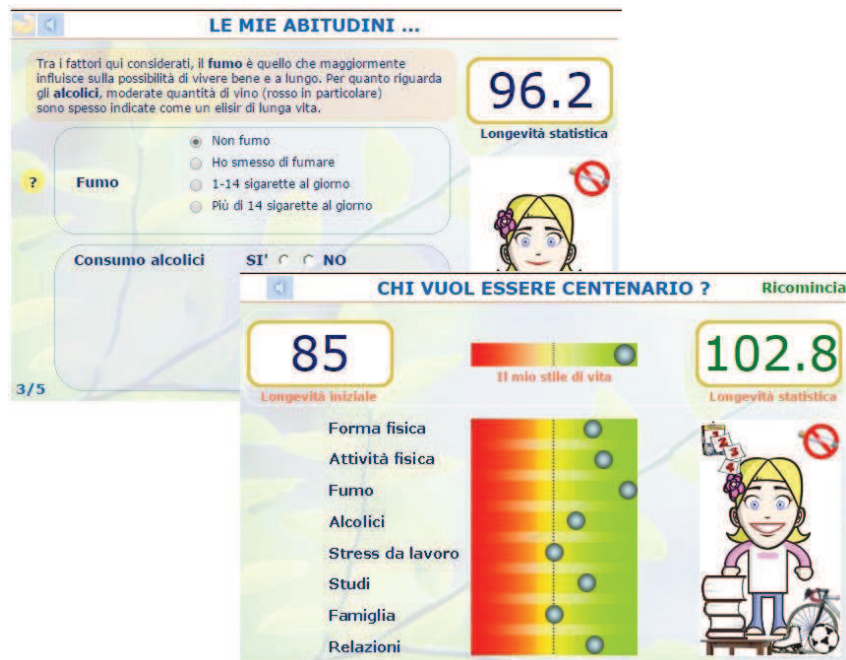 LE MIE ABITUDINI ...
Tra i fattori qui considerati, il fumo è quello che maggiormente
influisce sulla possibilità di vivere bene e a lungo. Per quanto riguarda
gli alcolici, moderate quantità di vino (rosso in particolare)
sono spesso indicate come un elisir di lunga vita.
96.2
Longevità statistica
? Fumo
Non fumo
Ho smesso di fumare
1-14 sigarette al giorno
Più di 14 sigarette al giorno
Consumo alcolici SI' NO
3/5
CHI VUOL ESSERE CENTENARIO ? Ricomincia
85
Longevità iniziale
Il mio stile di vita
102.8
Longevità statistica
Forma fisica
Attività fisica
Fumo
Alcolici
Stress da lavoro
Studi
Famiglia
Relazioni
2
3
4